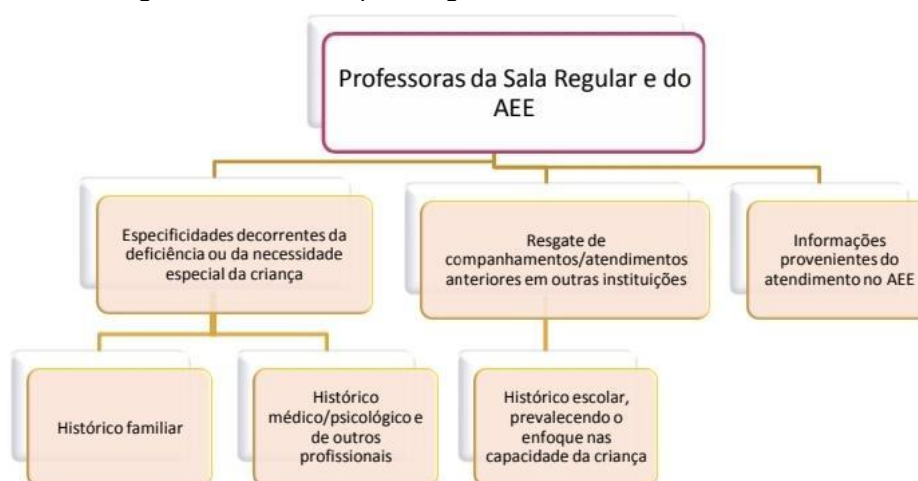 Professoras da Sala Regular e do
AEE
Especificidades decorrentes da
deficiência ou da necessidade
especial da criança
Resgate de
companhamentos/atendimentos
anteriores em outras instituições
Informações
provenientes do
atendimento no AEE
Histórico familiar
Histórico
médico/psicológico e
de outros
profissionais
Histórico escolar,
prevalecendo o
enfoque nas
capacidade da criança